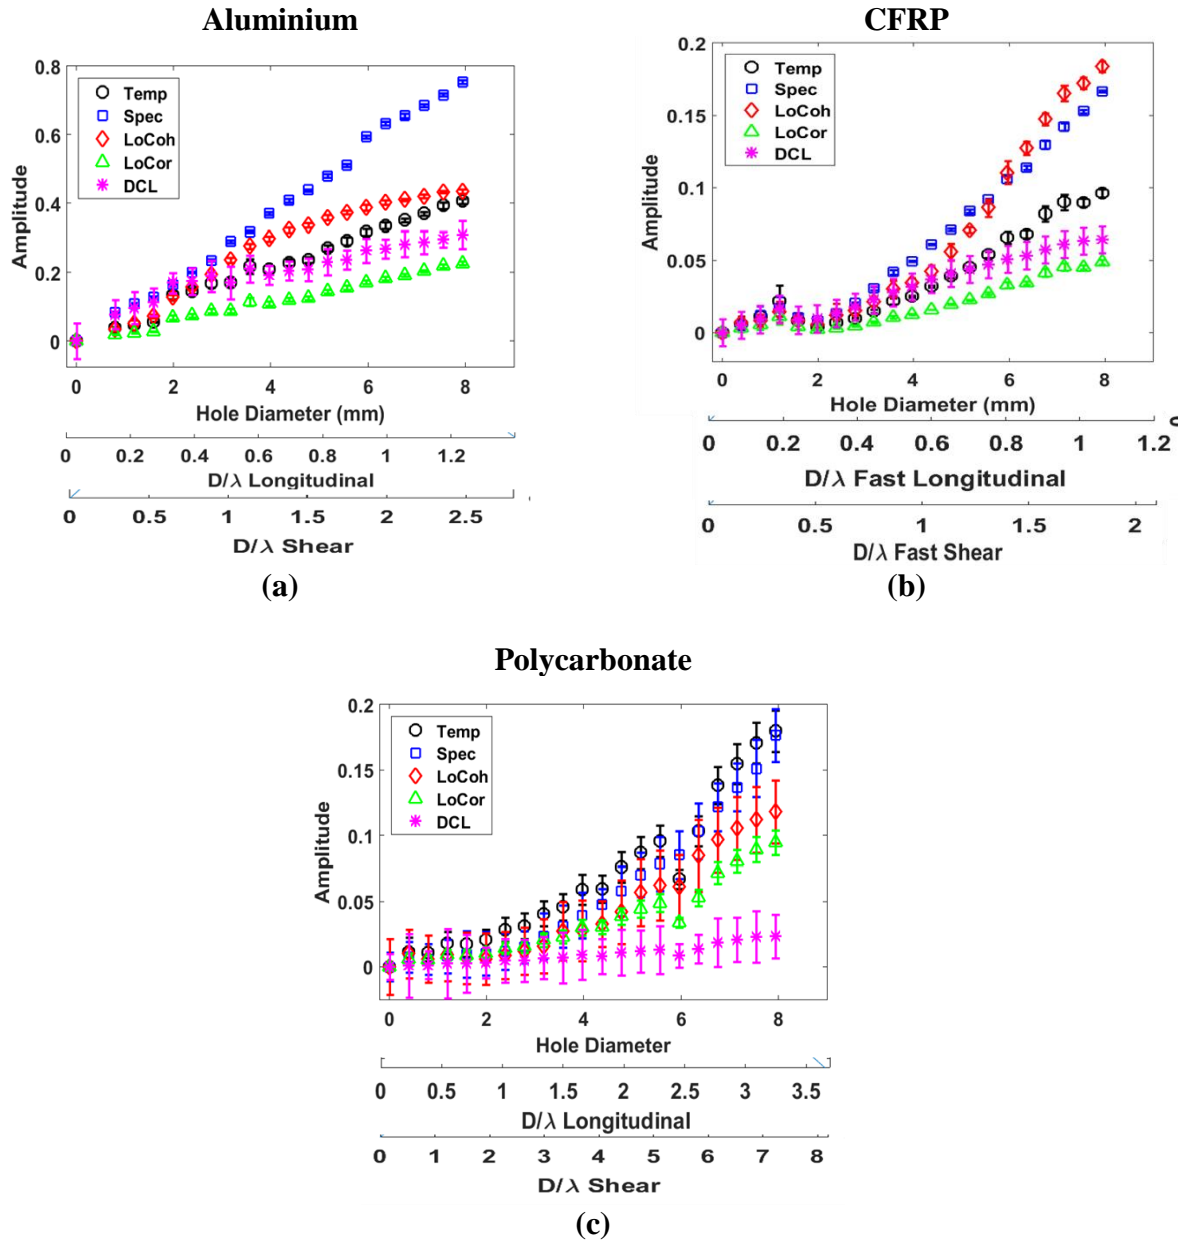 Aluminium
0.8
0.6
0.4
0.2
0
Amplitude
Temp
Spec
LoCoh
LoCor
DCL
0 2 4 6 8
Hole Diameter (mm)
0 0.2 0.4 0.6 0.8 1 1.2
D/λ Longitudinal
0 0.5 1 1.5 2 2.5
D/λ Shear
(a)
CFRP
0.2
0.15
0.1
0.05
0
Amplitude
Temp
Spec
LoCoh
LoCor
DCL
0 2 4 6 8
Hole Diameter (mm)
0 0.2 0.4 0.6 0.8 1 1.2
D/λ Fast Longitudinal
0 0.5 1 1.5 2
D/λ Fast Shear
(b)
Polycarbonate
0.2
0.15
0.1
0.05
0
Amplitude
Temp
Spec
LoCoh
LoCor
DCL
0 2 4 6 8
Hole Diameter
0 0.5 1 1.5 2 2.5 3 3.5
D/λ Longitudinal
0 1 2 3 4 5 6 7 8
D/λ Shear
(c)